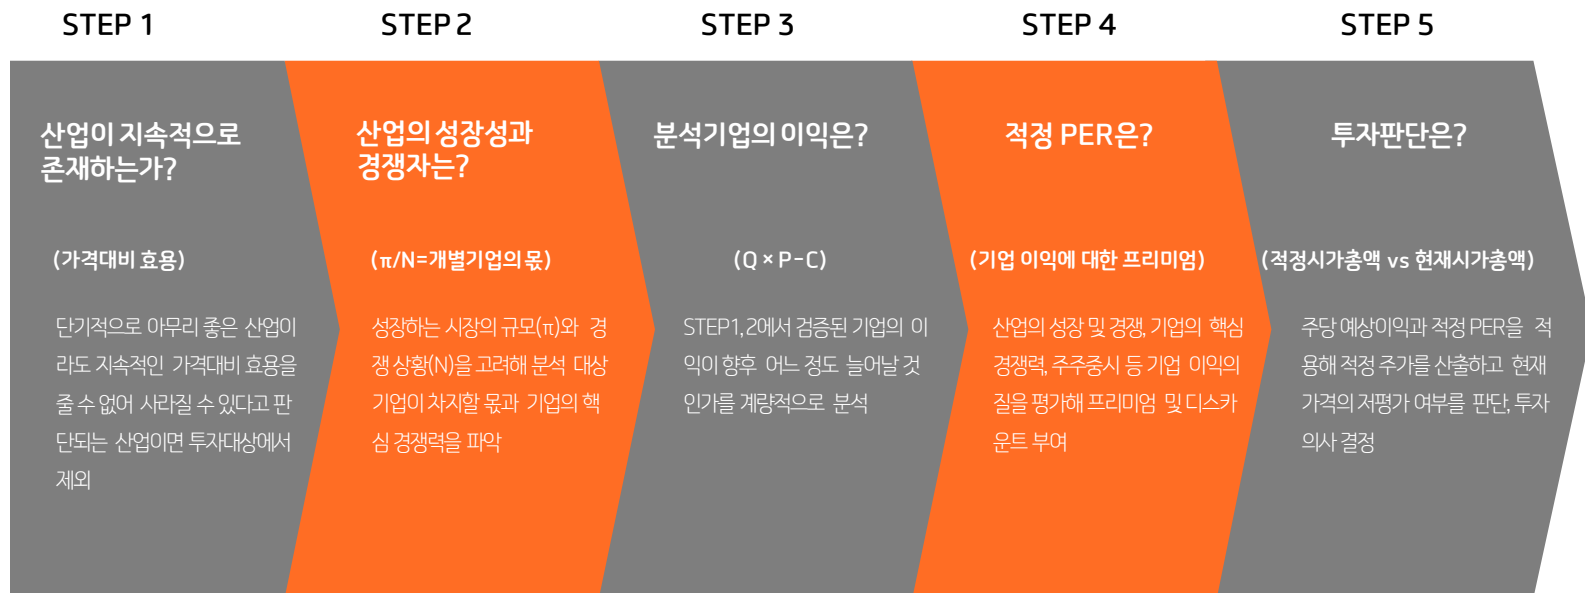 STEP 1
산업이 지속적으로
존재하는가?
(가격대비 효용)
단기적으로 아무리 좋은 산업이
라도 지속적인 가격대비 효용을
줄 수 없어 사라질 수 있다고 판
단되는 산업이면 투자대상에서
제외
STEP 2
산업의 성장성과
경쟁자는?
(π/N=개별기업의 몫)
성장하는 시장의 규모(π)와 경
쟁 상황(N)을 고려해 분석 대상
기업이 차지할 몫과 기업의 핵
심 경쟁력을 파악
STEP 3
분석기업의 이익은?
(Q × P-C)
STEP1, 2에서 검증된 기업의 이
익이 향후 어느 정도 늘어날 것
인가를 계량적으로 분석
STEP 4
적정 PER은?
(기업 이익에 대한 프리미엄)
산업의 성장 및 경쟁, 기업의 핵심
경쟁력, 주주중시 등 기업 이익의
질을 평가해 프리미엄 및 디스카
운트 부여
STEP 5
투자판단은?
(적정시가총액 vs 현재시가총액)
주당 예상이익과 적정 PER을 적
용해 적정 주가를 산출하고 현재
가격의 저평가 여부를 판단, 투자
의사 결정